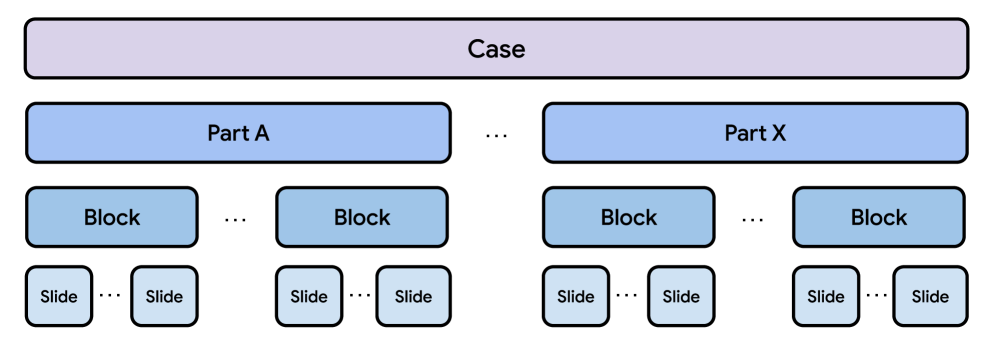 Case
Part A ... Part X
Block ... Block Block ... Block
Slide ... Slide Slide ... Slide Slide ... Slide Slide ... Slide